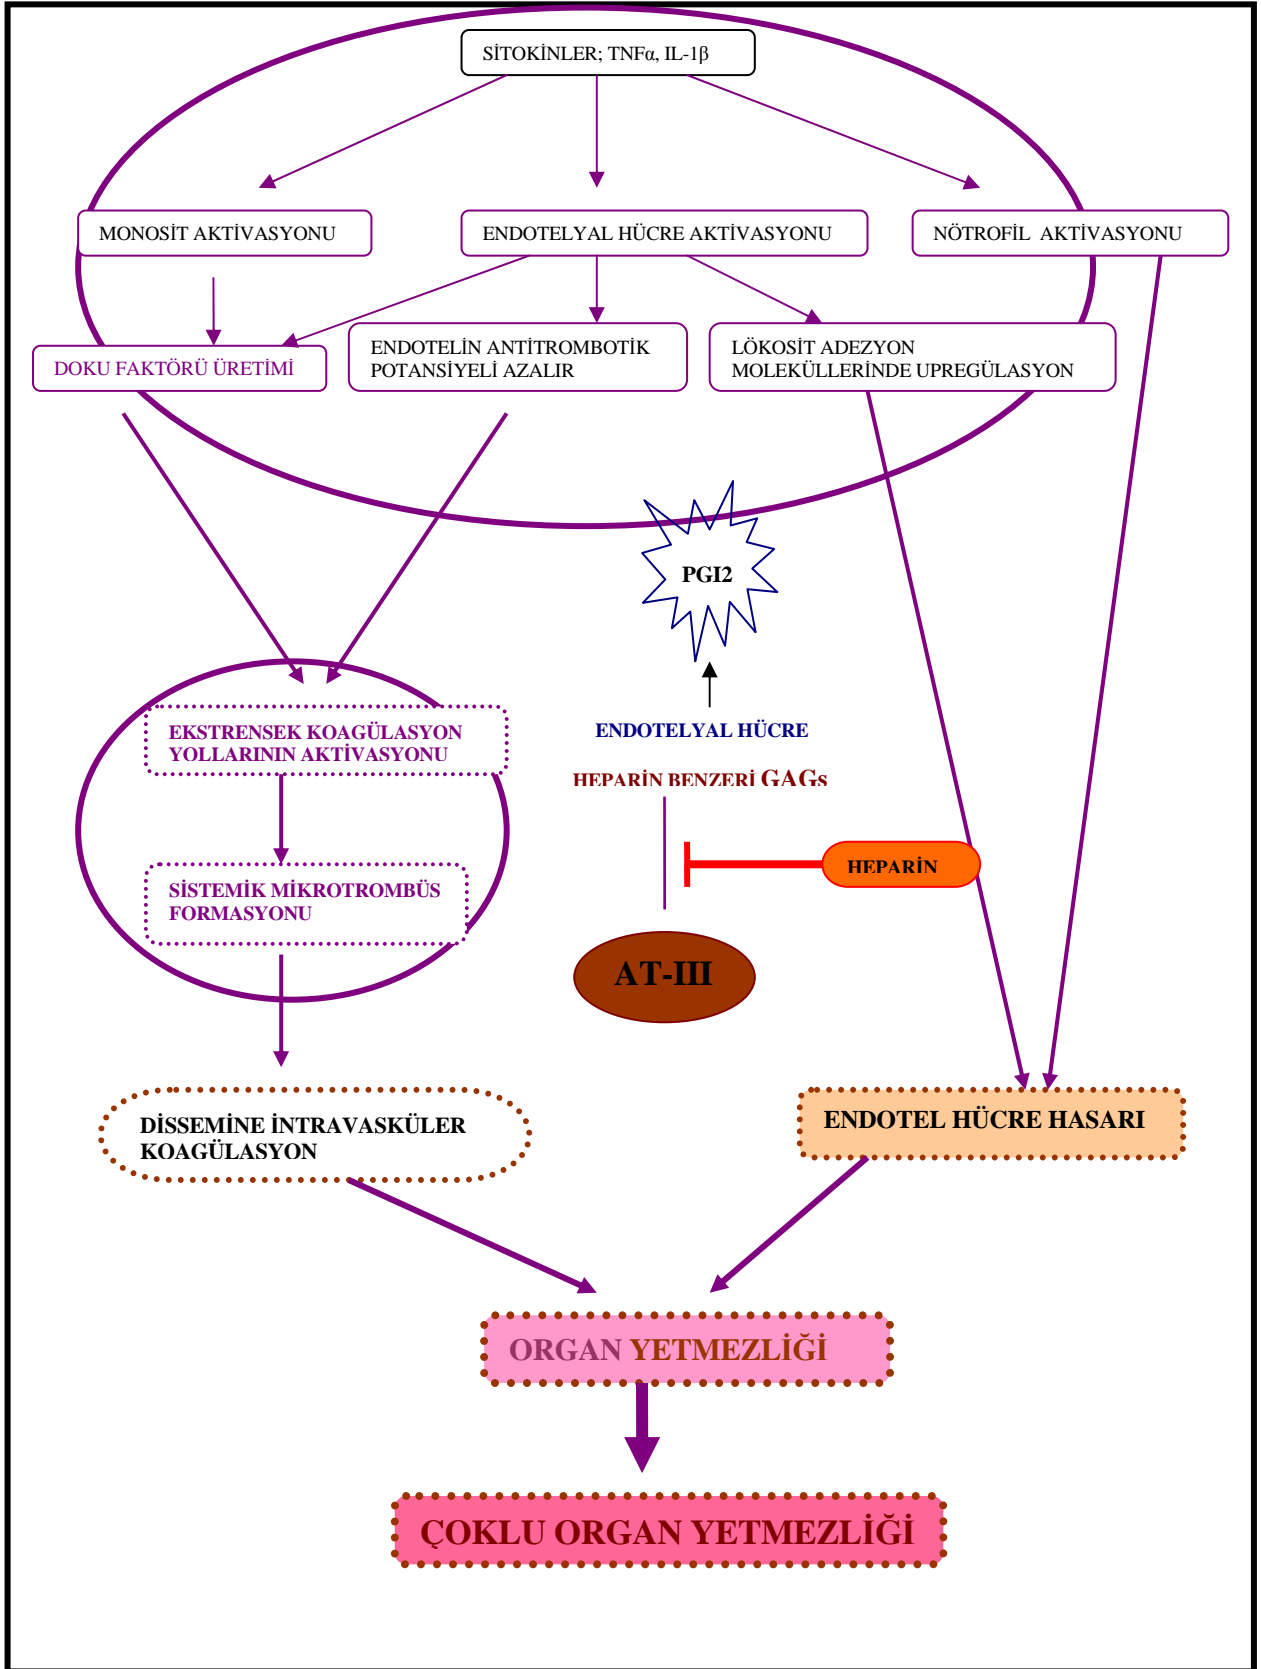 SİTOKİNLER; TNFα, IL-1β
MONOSİT AKTİVASYONU
ENDOTELYAL HÜCRE AKTİVASYONU
NÖTROFİL AKTİVASYONU
DOKU FAKTÖRÜ ÜRETİMİ
ENDOTELİN ANTİTROMBOTİK
POTANSİYELİ AZALIR
LÖKOSİT ADEZYON
MOLEKÜLLERİNDE UPREGÜLASYON
PGI2
EKSTRENSEK KOAGÜLASYON
YOLLARININ AKTİVASYONU
ENDOTELYAL HÜCRE
HEPARİN BENZERİ GAGs
HEPARİN
SİSTEMİK MİKROTROMBÜS
FORMASYONU
AT-III
DİSSEMİNE İNTRAVASKÜLER
KOAGÜLASYON
ENDOTEL HÜCRE HASARI
ORGAN YETMEZLİĞİ
ÇOKLU ORGAN YETMEZLİĞİ